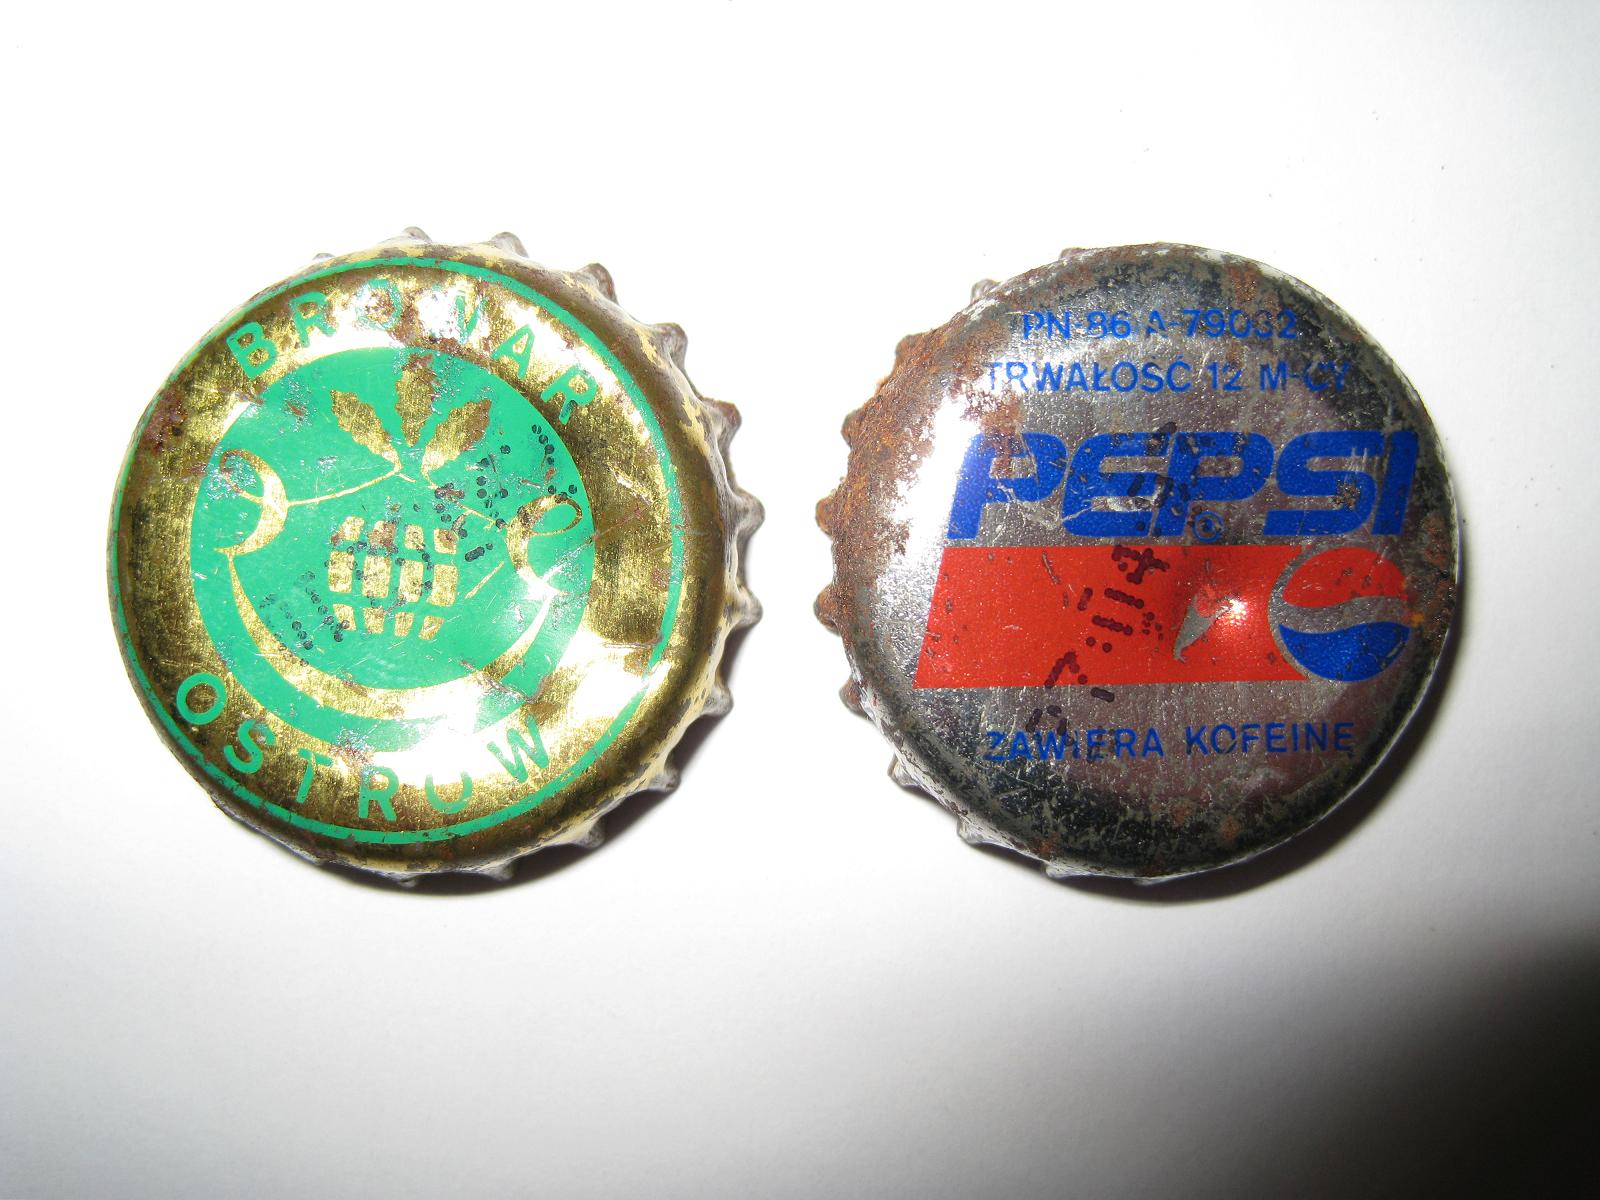 BROWAR
OSTRÓW
PN-86 A-79032
TRWAŁOŚĆ 12 M-CY
PEPSI
ZAWIERA KOFEINĘ